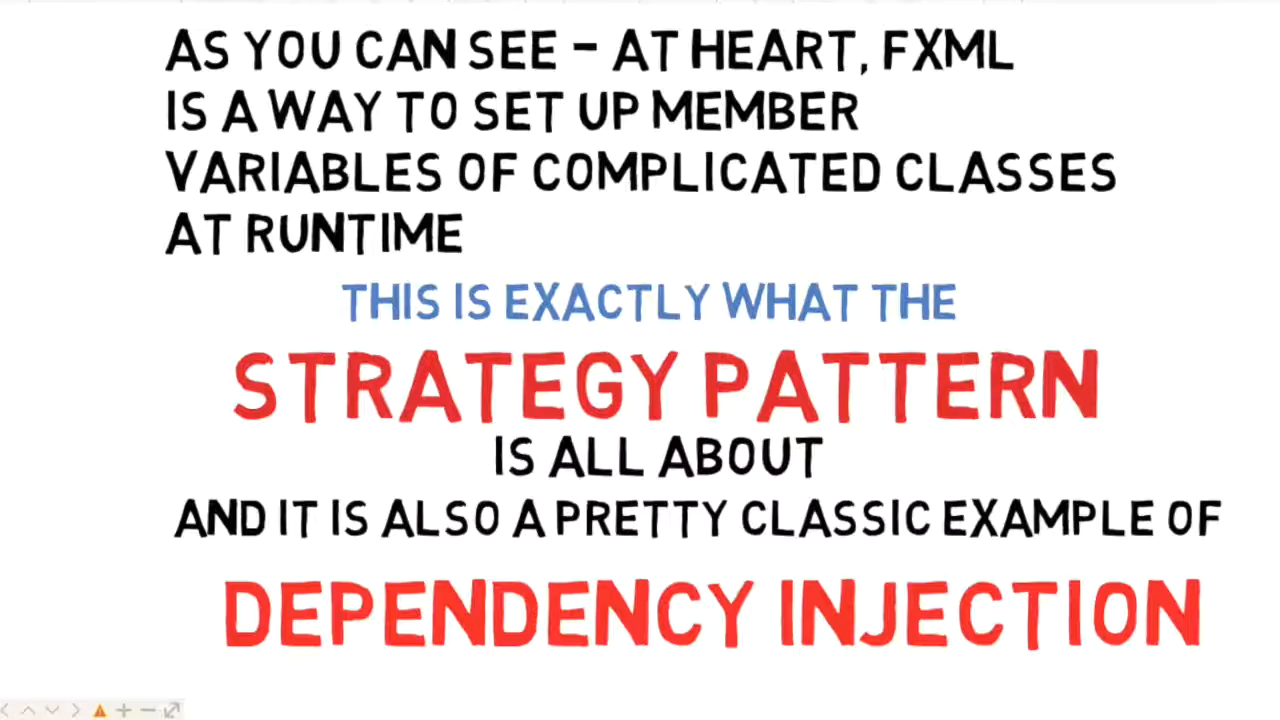 AS YOU CAN SEE – AT HEART, FXML
IS A WAY TO SET UP MEMBER
VARIABLES OF COMPLICATED CLASSES
AT RUNTIME
THIS IS EXACTLY WHAT THE
STRATEGY PATTERN
IS ALL ABOUT
AND IT IS ALSO A PRETTY CLASSIC EXAMPLE OF
DEPENDENCY INJECTION